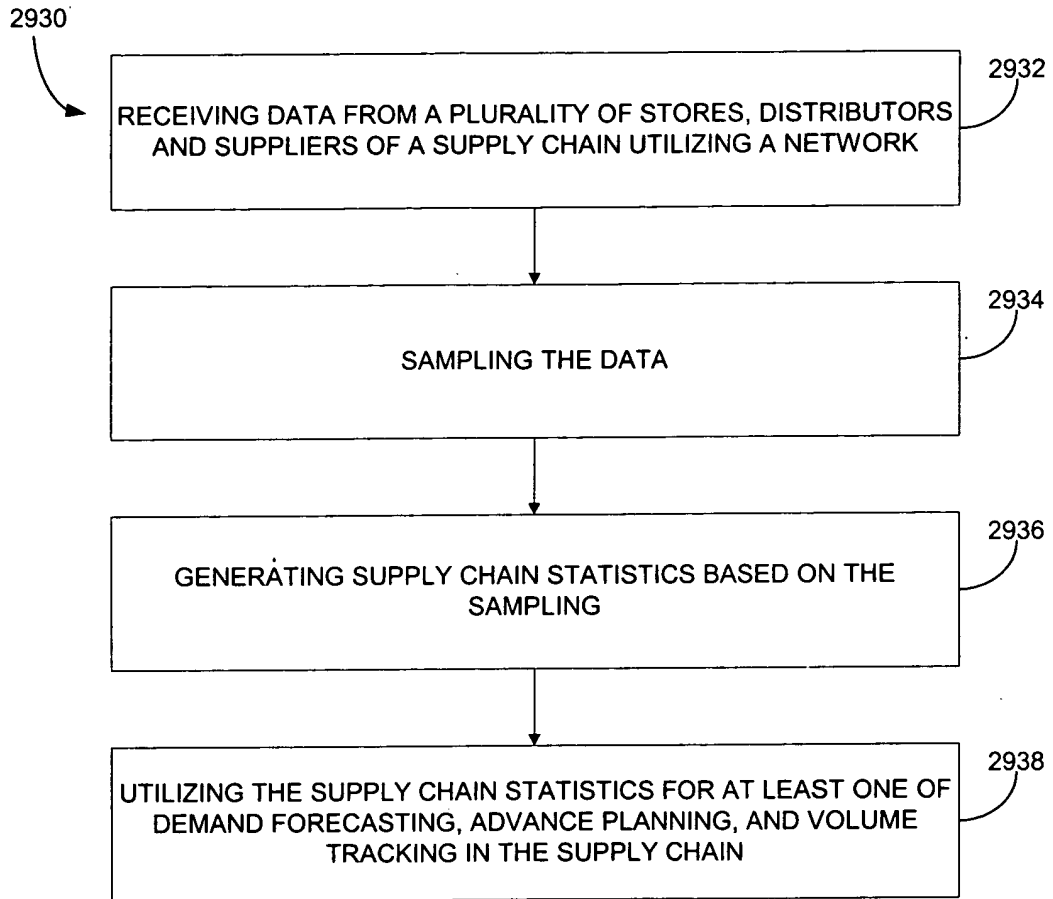 2930
2932
RECEIVING DATA FROM A PLURALITY OF STORES, DISTRIBUTORS
AND SUPPLIERS OF A SUPPLY CHAIN UTILIZING A NETWORK
2934
SAMPLING THE DATA
2936
GENERATING SUPPLY CHAIN STATISTICS BASED ON THE
SAMPLING
2938
UTILIZING THE SUPPLY CHAIN STATISTICS FOR AT LEAST ONE OF
DEMAND FORECASTING, ADVANCE PLANNING, AND VOLUME
TRACKING IN THE SUPPLY CHAIN